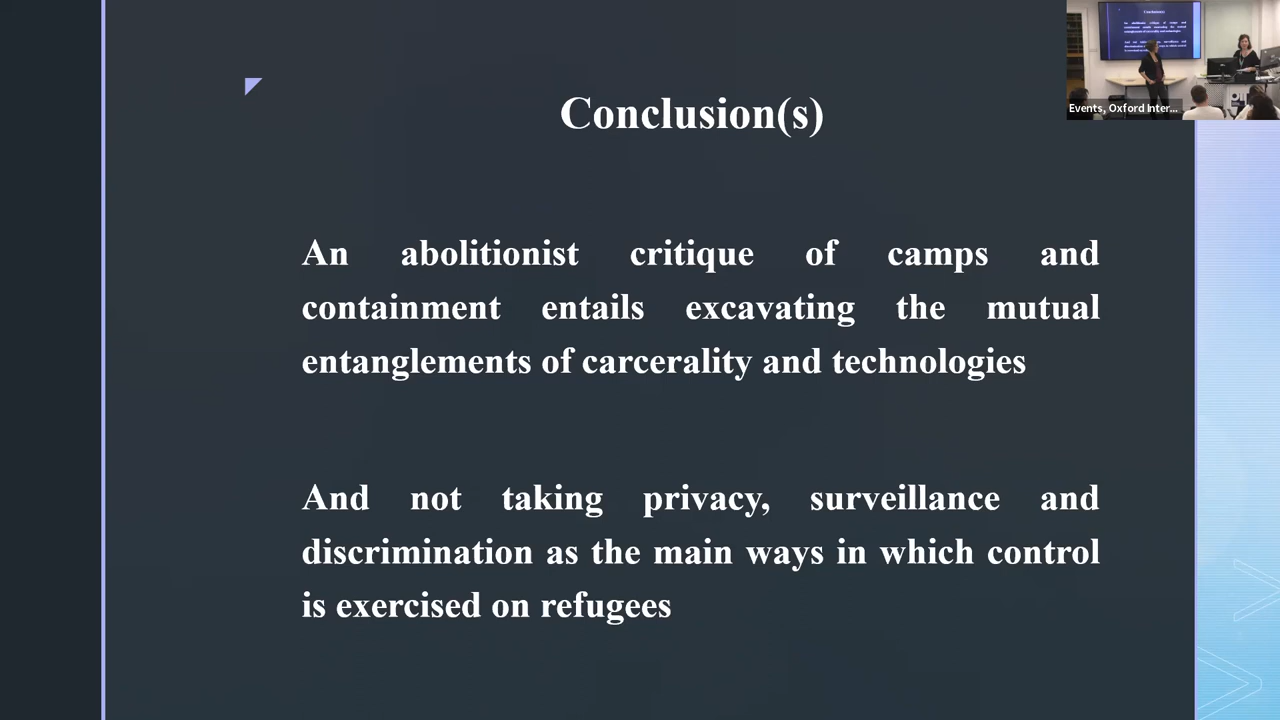 Conclusion(s)
An abolitionist critique of camps and
containment entails excavating the mutual
entanglements of carcerality and technologies
And not taking privacy, surveillance and
discrimination as the main ways in which control
is exercised on refugees
Events, Oxford Inter...
Conclusion(s)